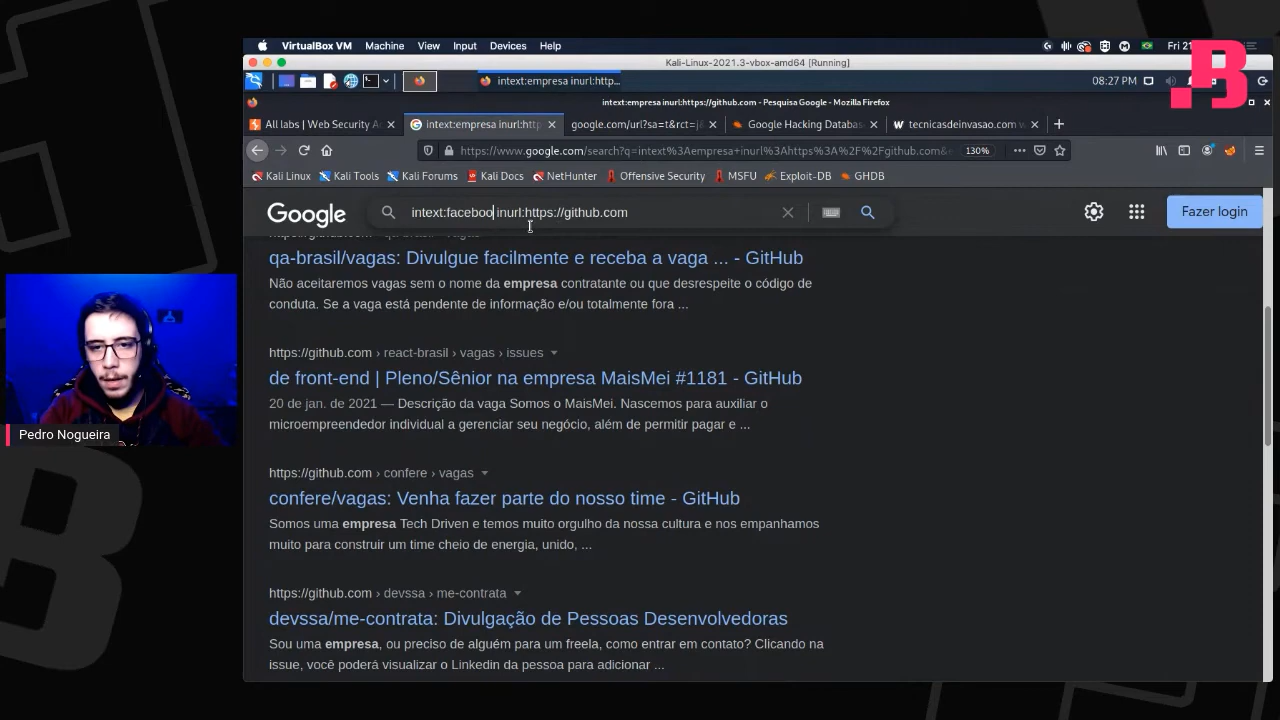 VirtualBox VM Machine View Input Devices Help
Fri 21
Kali-Linux-2021.3-vbox-amd64 [Running]
intext:empresa inurl:http...
08:27 PM
intext:empresa inurl:https://github.com - Pesquisa Google - Mozilla Firefox
All labs | Web Security A
intext:empresa inurl:http
google.com/url?sa=t&rct=j&
Google Hacking Databa
W tecnicasdeinvasao.com w
https://www.google.com/search?q=intext%3Aempresa+inurl%3Ahttps%3A%2F%2Fgithub.com&
130%
Kali Linux Kali Tools Kali Forums Kali Docs NetHunter Offensive Security MSFU Exploit-DB GHDB
Google
intext:faceboo inurl:https://github.com
Fazer login
qa-brasil/vagas: Divulgue facilmente e receba a vaga ... - GitHub
Não aceitaremos vagas sem o nome da empresa contratante ou que desrespeite o código de
conduta. Se a vaga está pendente de informação e/ou totalmente fora ...
https://github.com › react-brasil › vagas › issues
de front-end | Pleno/Sênior na empresa MaisMei #1181 - GitHub
20 de jan. de 2021 — Descrição da vaga Somos o MaisMei. Nascemos para auxiliar o
microempreendedor individual a gerenciar seu negócio, além de permitir pagar e ...
https://github.com › confere › vagas
confere/vagas: Venha fazer parte do nosso time - GitHub
Somos uma empresa Tech Driven e temos muito orgulho da nossa cultura e nos empanhamos
muito para construir um time cheio de energia, unido, ...
https://github.com › devssa › me-contrata
devssa/me-contrata: Divulgação de Pessoas Desenvolvedoras
Sou uma empresa, ou preciso de alguém para um freela, como entrar em contato? Clicando na
issue, você poderá visualizar o Linkedin da pessoa para adicionar ...
Pedro Nogueira
.B